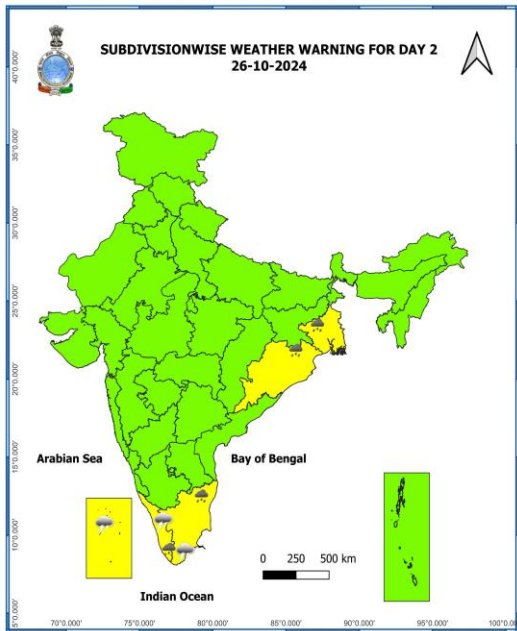 SUBDIVISIONWISE WEATHER WARNING FOR DAY 2
26-10-2024
40°0.000'
35°0.000'
30°0.000'
25°0.000'
20°0.000'
15°0.000'
10°0.000'
5°0.000'
Arabian Sea
Bay of Bengal
0 250 500 km
Indian Ocean
70°0.000' 75°0.000' 80°0.000' 85°0.000' 90°0.000' 95°0.000'